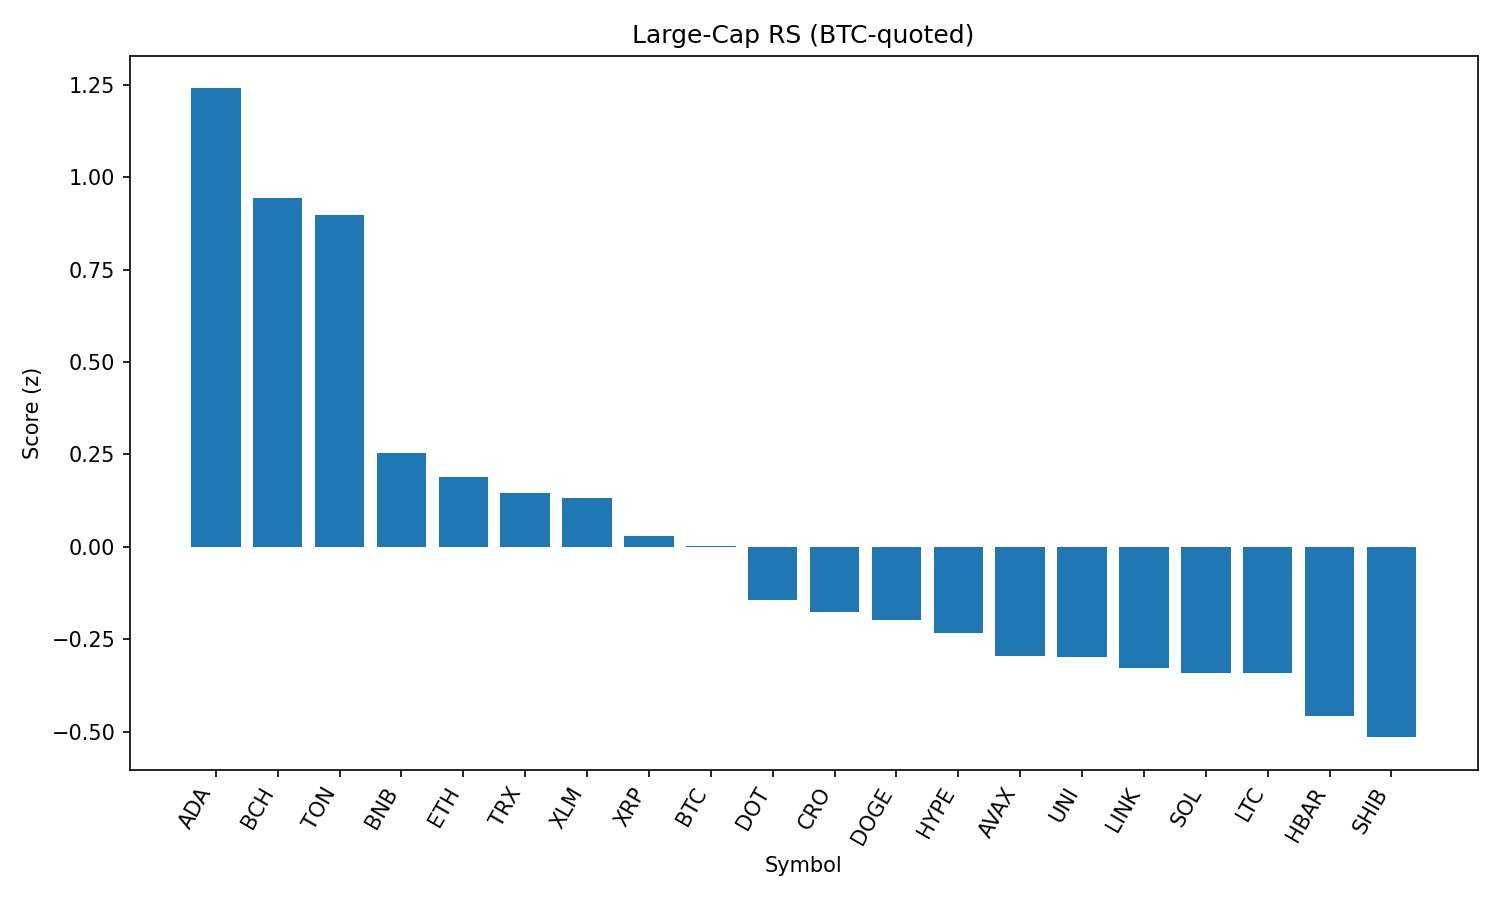 Large-Cap RS (BTC-quoted)
1.25
1.00
0.75
0.50
0.25
0.00
−0.25
−0.50
Score (z)
ADA
BCH
TON
BNB
ETH
TRX
XLM
XRP
BTC
DOT
CRO
DOGE
HYPE
AVAX
UNI
LINK
SOL
LTC
HBAR
SHIB
Symbol